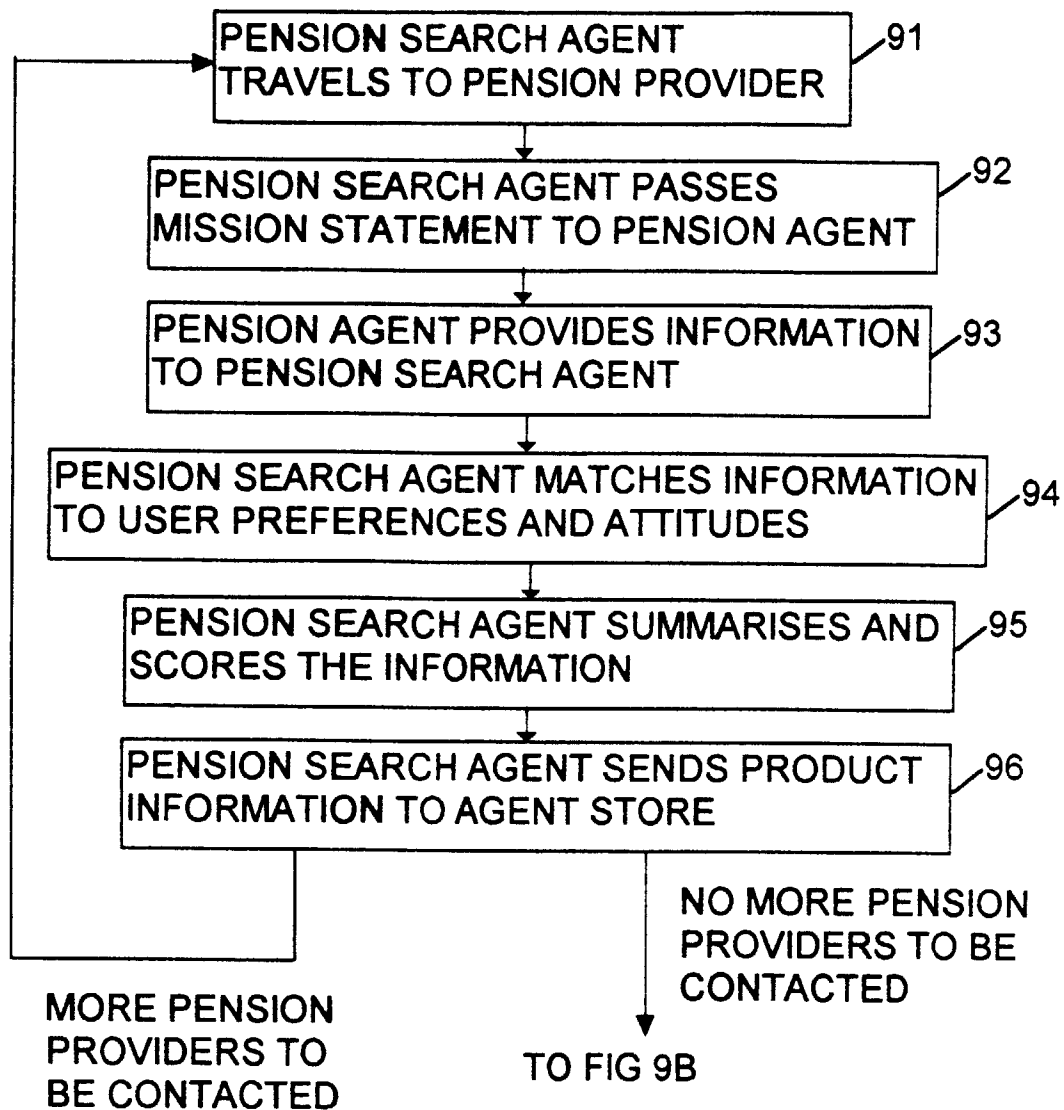 PENSION SEARCH AGENT
TRAVELS TO PENSION PROVIDER
91
PENSION SEARCH AGENT PASSES
MISSION STATEMENT TO PENSION AGENT
92
PENSION AGENT PROVIDES INFORMATION
TO PENSION SEARCH AGENT
93
PENSION SEARCH AGENT MATCHES INFORMATION
TO USER PREFERENCES AND ATTITUDES
94
PENSION SEARCH AGENT SUMMARISES AND
SCORES THE INFORMATION
95
PENSION SEARCH AGENT SENDS PRODUCT
INFORMATION TO AGENT STORE
96
NO MORE PENSION
PROVIDERS TO BE
CONTACTED
MORE PENSION
PROVIDERS TO
BE CONTACTED
TO FIG 9B